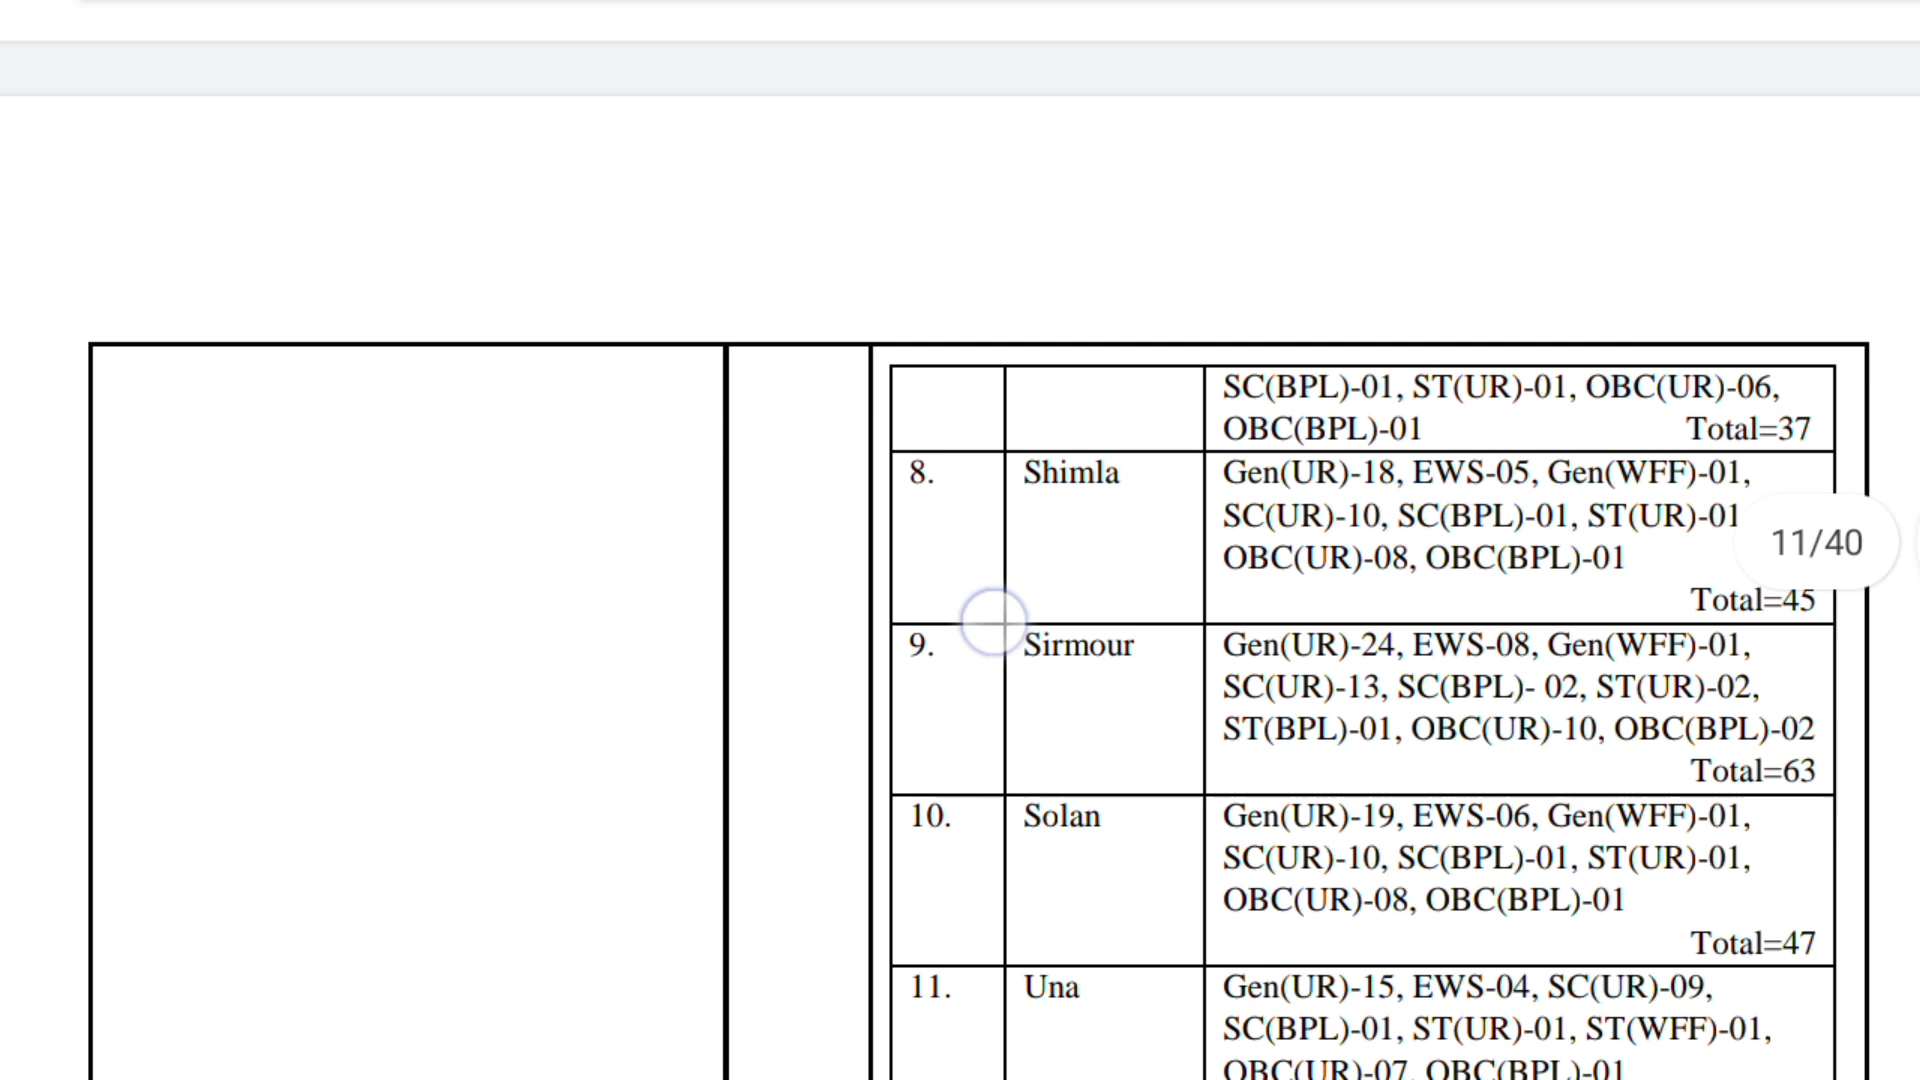 SC(BPL)-01, ST(UR)-01, OBC(UR)-06,
OBC(BPL)-01 Total=37
8. Shimla Gen(UR)-18, EWS-05, Gen(WFF)-01,
SC(UR)-10, SC(BPL)-01, ST(UR)-01
OBC(UR)-08, OBC(BPL)-01
Total=45
11/40
9. Sirmour Gen(UR)-24, EWS-08, Gen(WFF)-01,
SC(UR)-13, SC(BPL)- 02, ST(UR)-02,
ST(BPL)-01, OBC(UR)-10, OBC(BPL)-02
Total=63
10. Solan Gen(UR)-19, EWS-06, Gen(WFF)-01,
SC(UR)-10, SC(BPL)-01, ST(UR)-01,
OBC(UR)-08, OBC(BPL)-01
Total=47
11. Una Gen(UR)-15, EWS-04, SC(UR)-09,
SC(BPL)-01, ST(UR)-01, ST(WFF)-01,
OBC(UR)-07, OBC(BPL)-01